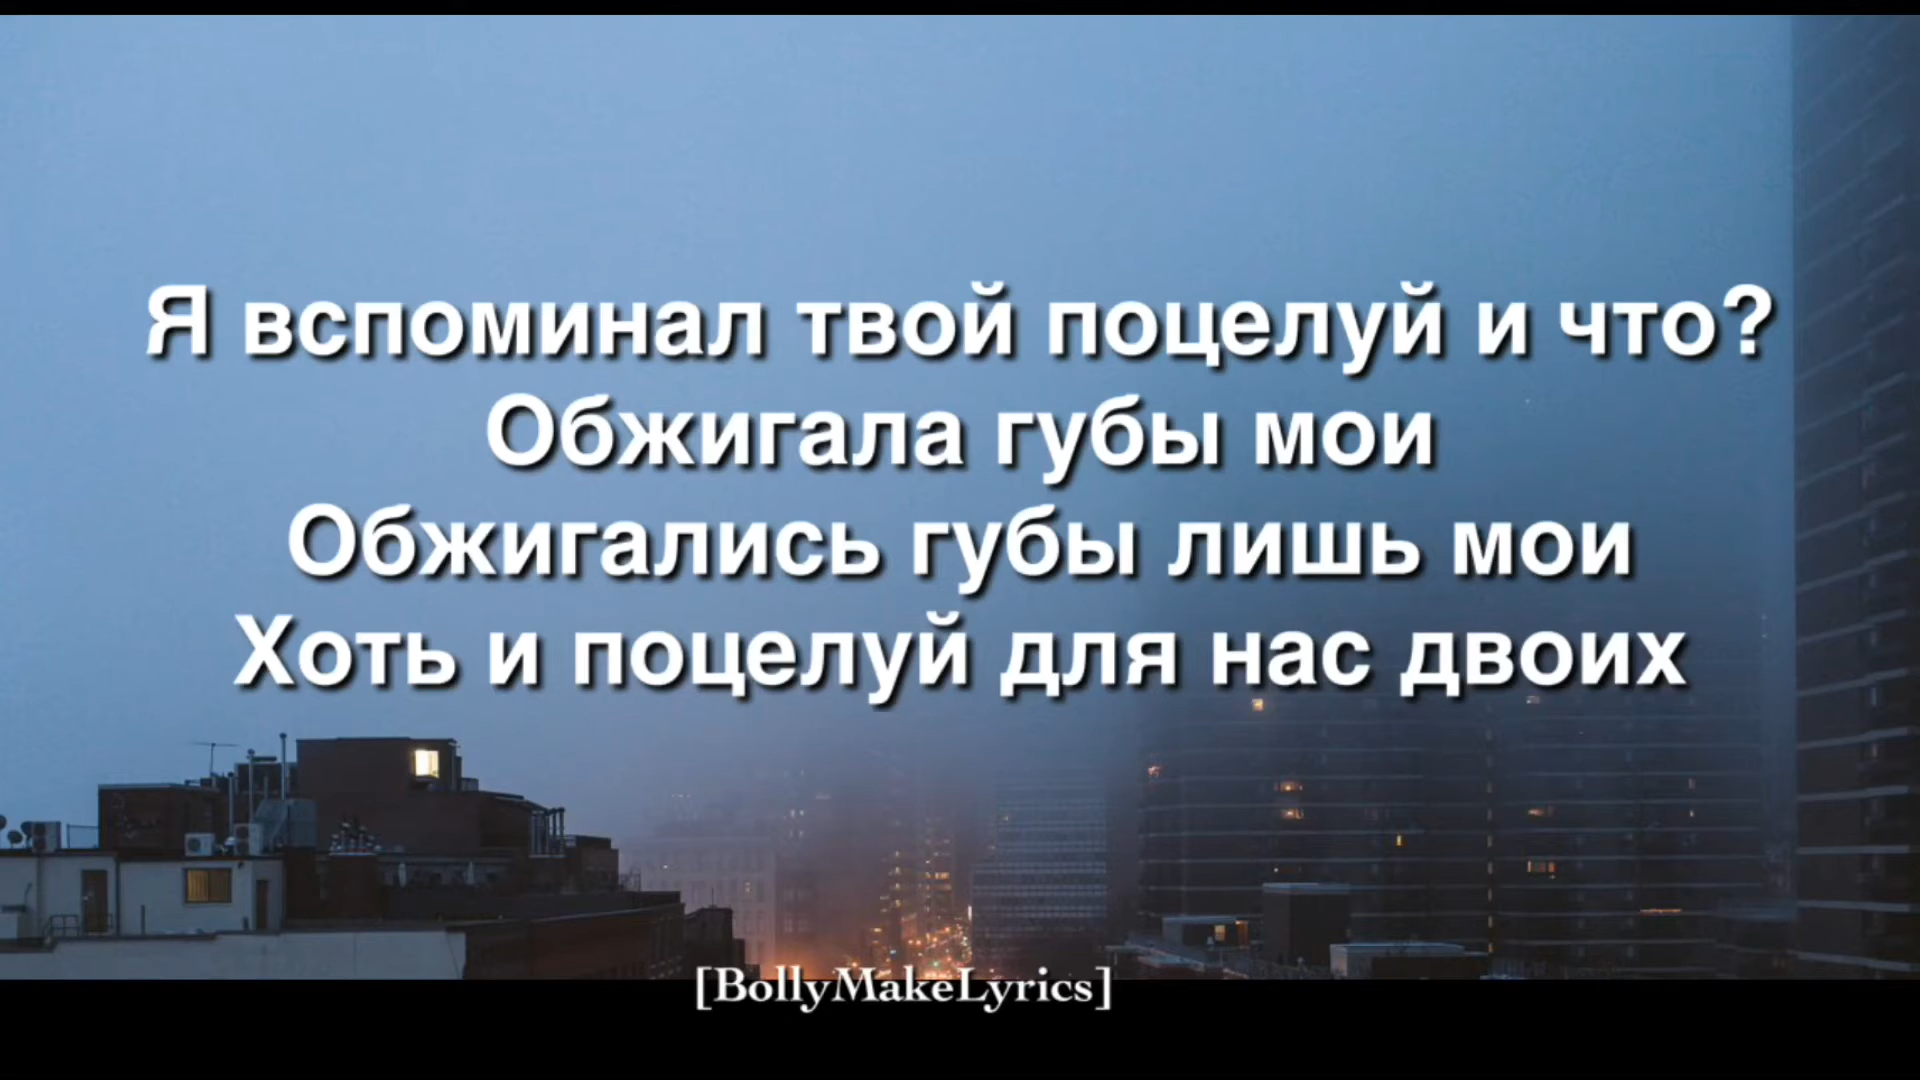 Я вспоминал твой поцелуй и что?
Обжигала губы мои
Обжигались губы лишь мои
Хоть и поцелуй для нас двоих
[BollyMakeLyrics]